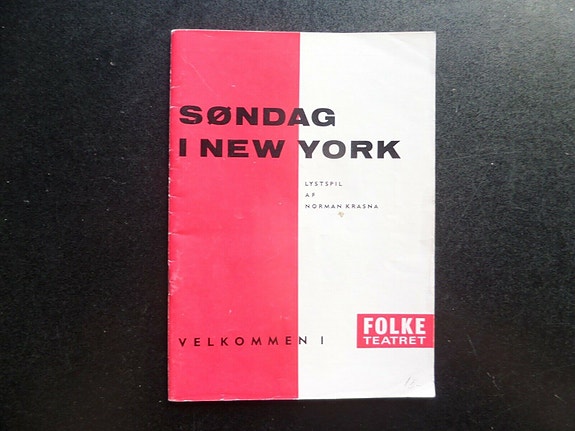 SØNDAG
I NEW YORK
LYSTSPIL
AF
NORMAN KRASNA
VELKOMMEN I
FOLKE
TEATRET